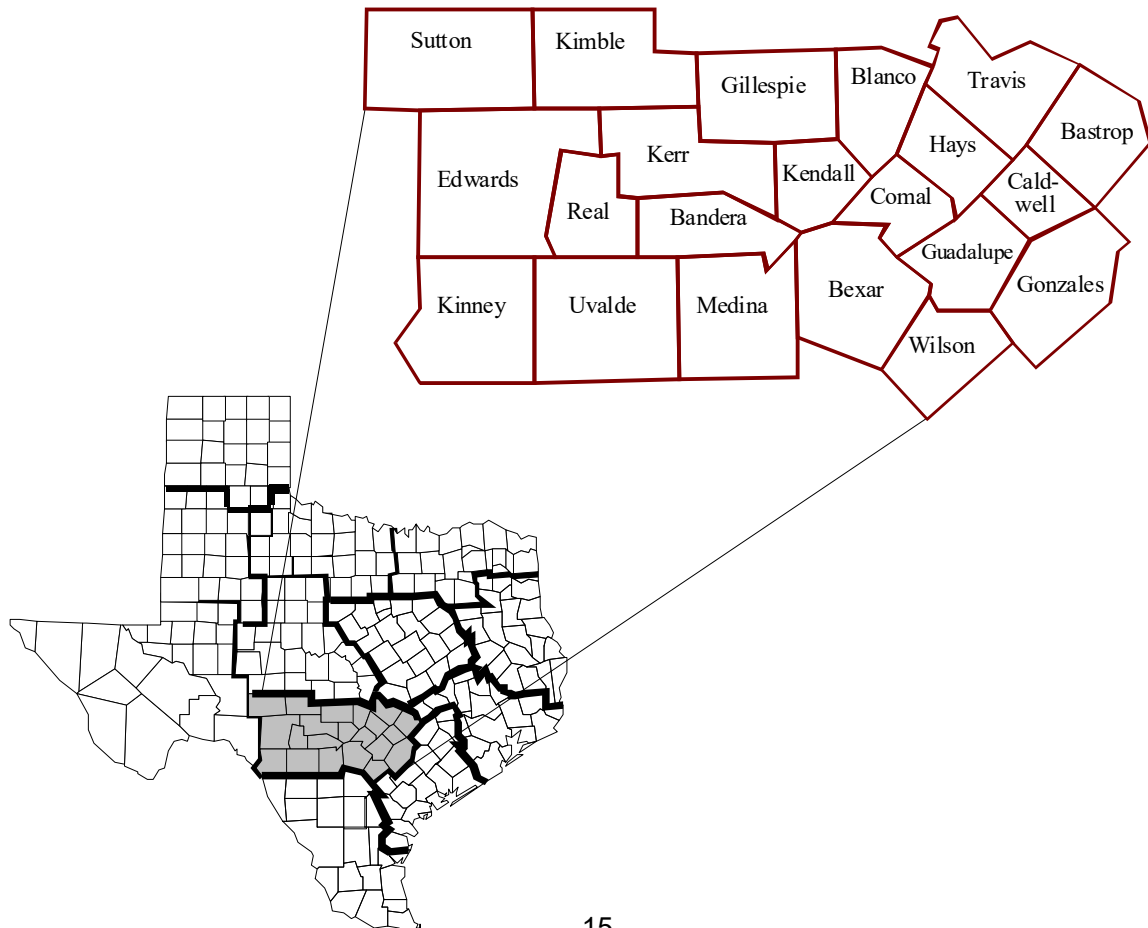 Sutton
Kimble
Gillespie
Blanco
Travis
Bastrop
Hays
Kerr
Edwards
Kendall
Cald-
well
Comal
Real
Bandera
Guadalupe
Gonzales
Bexar
Kinney
Uvalde
Medina
Wilson
15